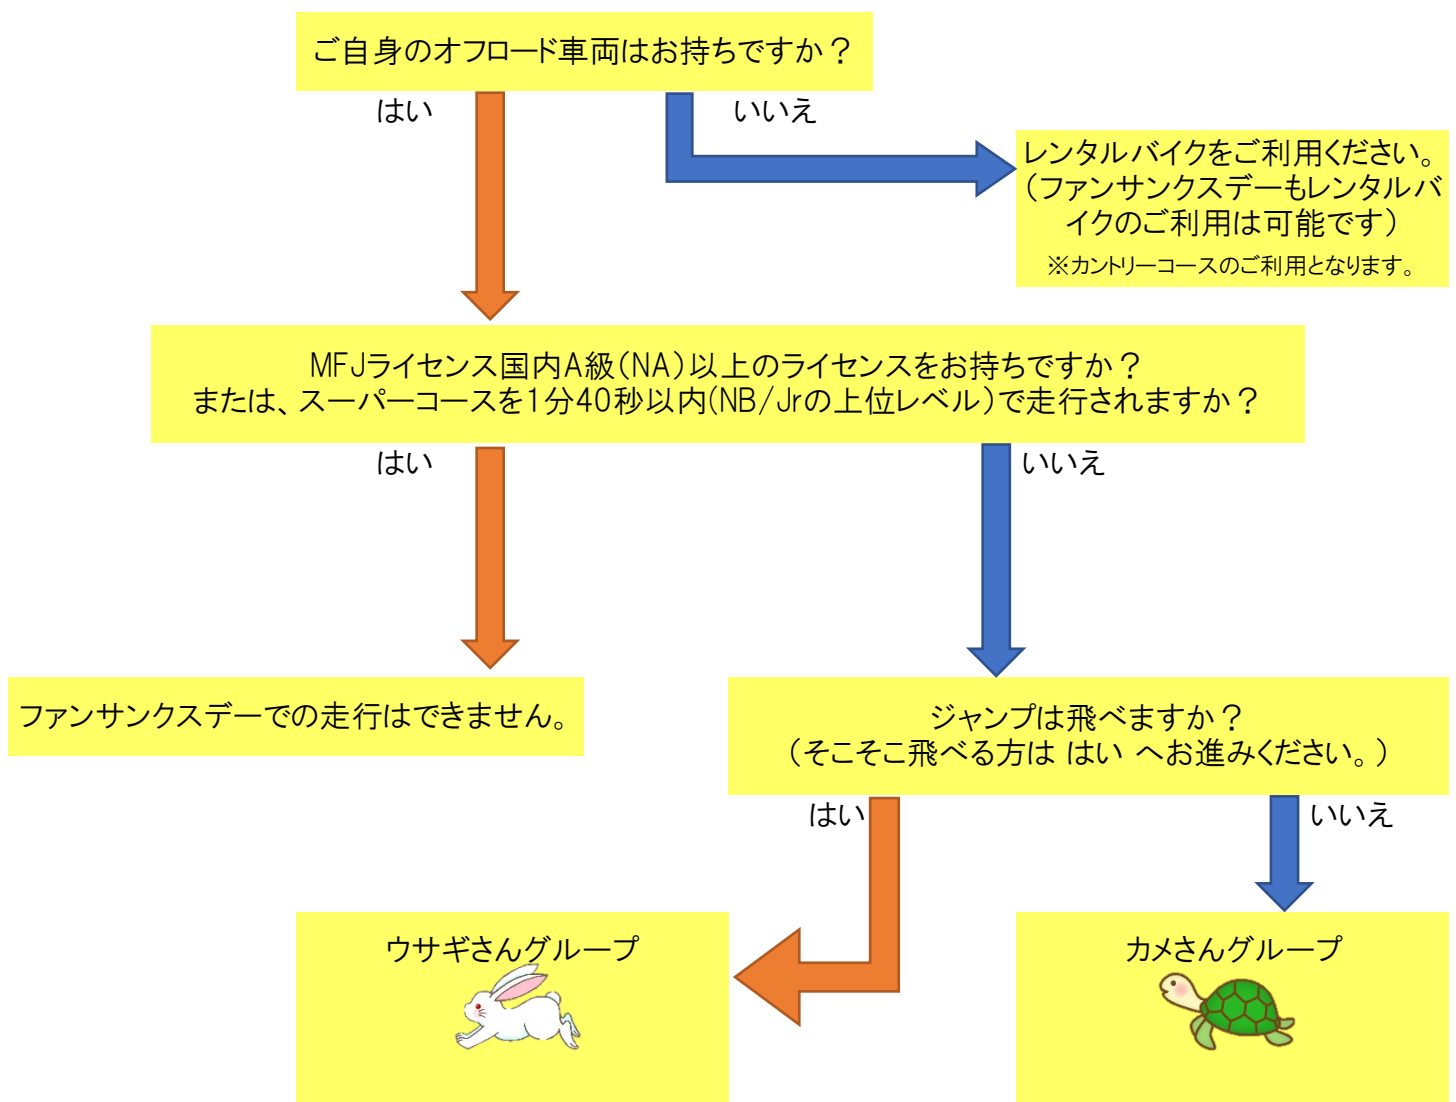 ご自身のオフロード車両はお持ちですか？
はい
いいえ
レンタルバイクをご利用ください。
（ファンサンクスデーもレンタルバ
イクのご利用は可能です）
※カントリーコースのご利用となります。
MFJライセンス国内A級（NA）以上のライセンスをお持ちですか？
または、スーパーコースを1分40秒以内(NB/Jrの上位レベル）で走行されますか？
はい
いいえ
ファンサンクスデーでの走行はできません。
ジャンプは飛べますか？
（そこそこ飛べる方は はい へお進みください。）
はい
いいえ
ウサギさんグループ
カメさんグループ